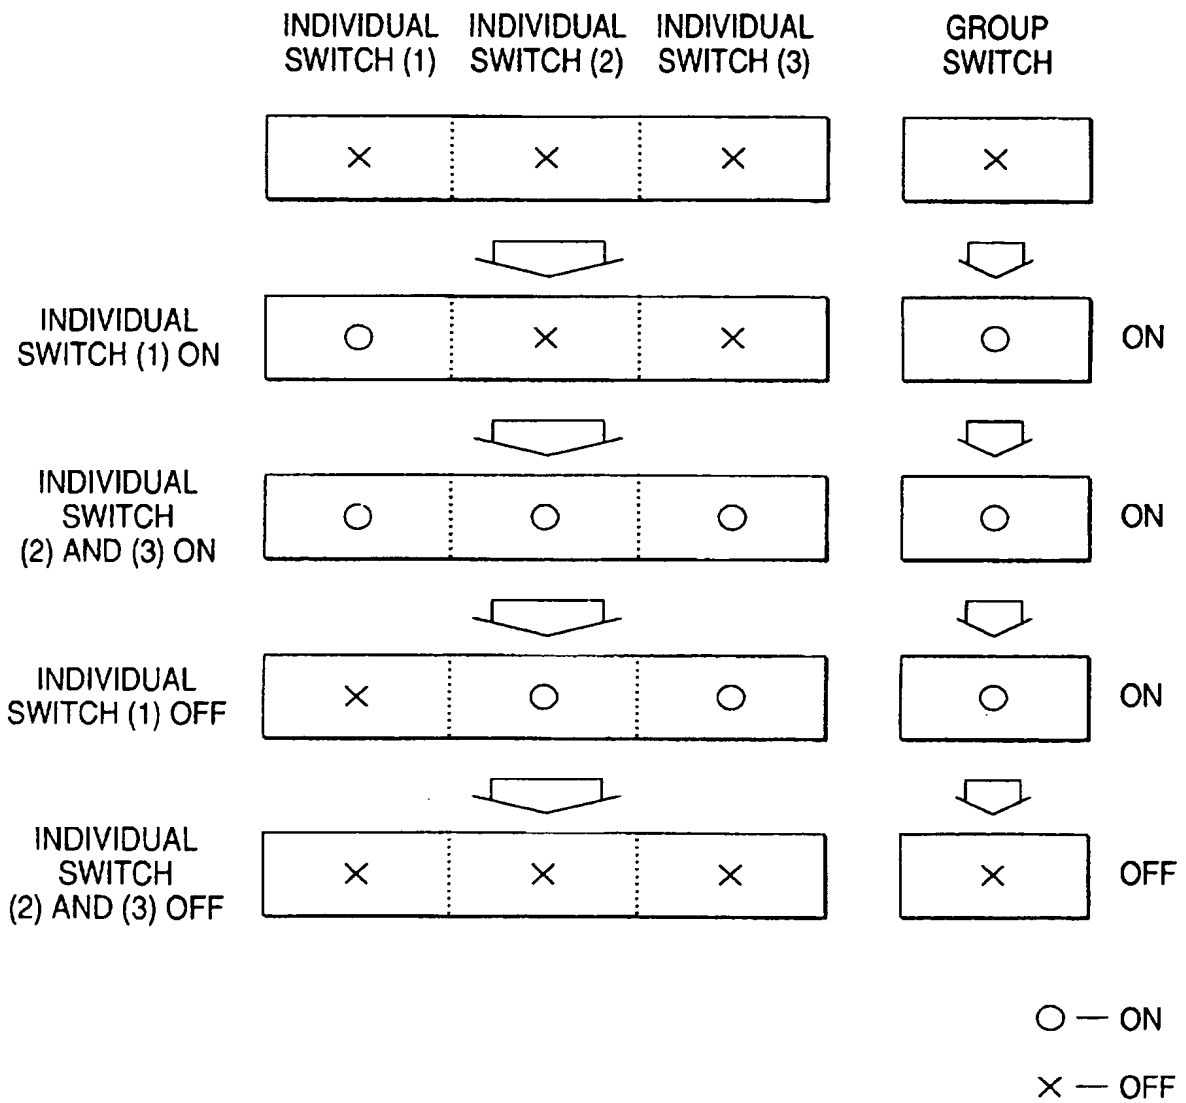 INDIVIDUAL SWITCH (1)
INDIVIDUAL SWITCH (2)
INDIVIDUAL SWITCH (3)
GROUP SWITCH
× × × ×
INDIVIDUAL
SWITCH (1) ON
○ × × ○ ON
INDIVIDUAL
SWITCH
(2) AND (3) ON
○ ○ ○ ○ ON
INDIVIDUAL
SWITCH (1) OFF
× ○ ○ ○ ON
INDIVIDUAL
SWITCH
(2) AND (3) OFF
× × × × OFF
○ — ON
× — OFF